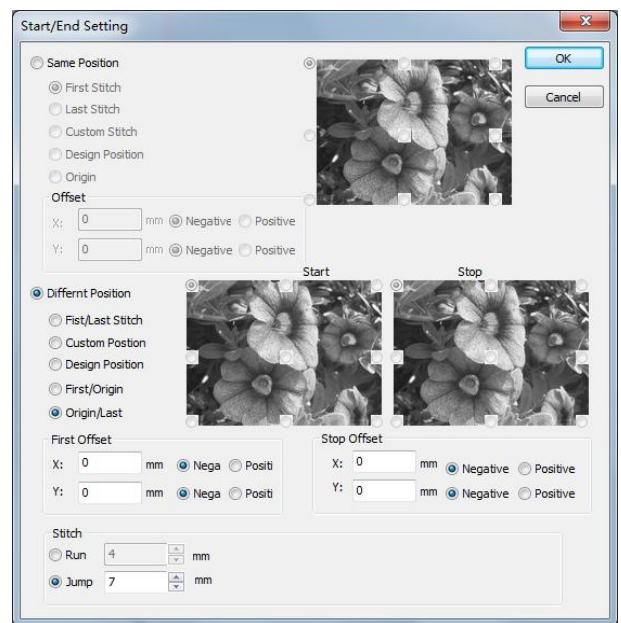 Start/End Setting
Same Position
OK
First Stitch
Cancel
Last Stitch
Custom Stitch
Design Position
Origin
Offset
X: 0 mm Negative Positive
Y: 0 mm Negative Positive
Start Stop
Differnt Position
Fist/Last Stitch
Custom Postion
Design Position
First/Origin
Origin/Last
First Offset Stop Offset
X: 0 mm Nega Positi X: 0 mm Negative Positive
Y: 0 mm Nega Positi Y: 0 mm Negative Positive
Stitch
Run 4 mm
Jump 7 mm